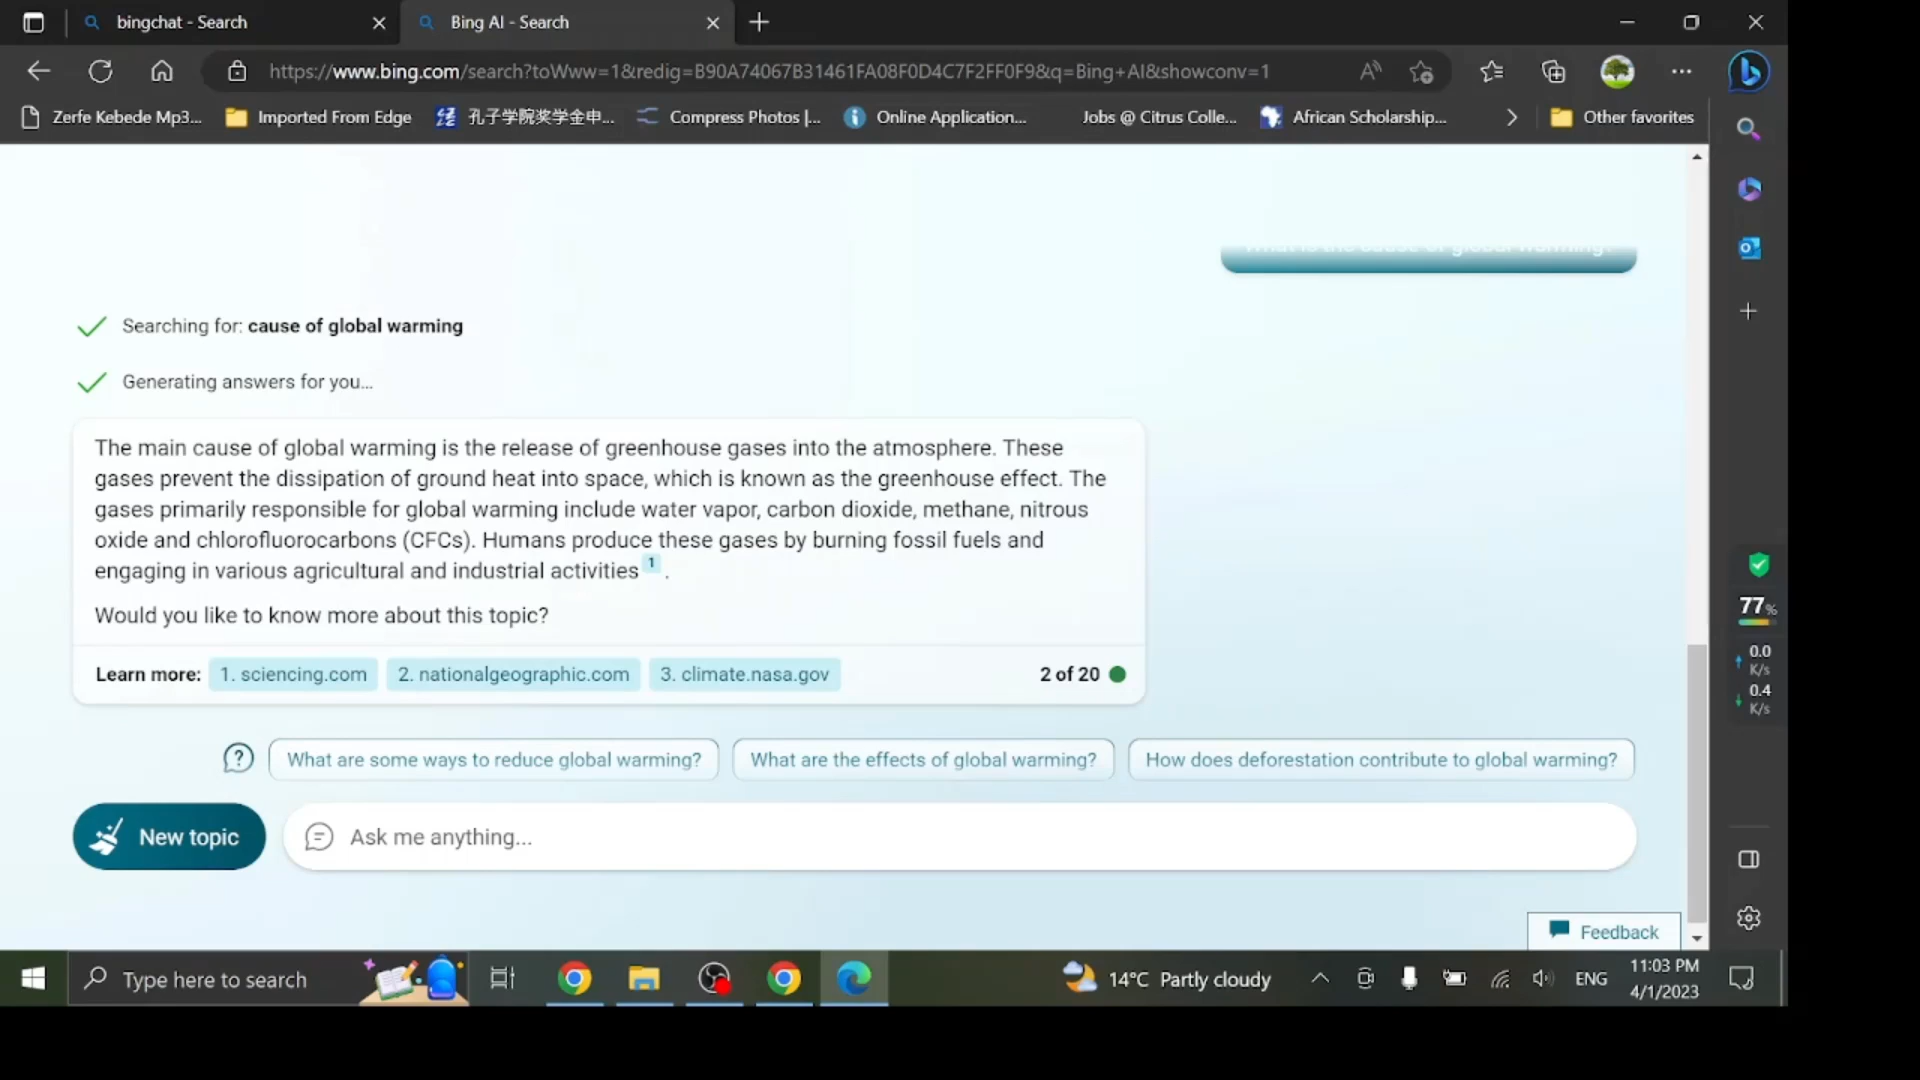 bingchat - Search
Bing AI - Search
https://www.bing.com/search?toWww=1&redig=B90A74067B31461FA08F0D4C7F2FF0F9&q=Bing+AI&showconv=1
Zerfe Kebede Mp3...
Imported From Edge
孔子学院奖学金申...
Compress Photos |...
Online Application...
Jobs @ Citrus Colle...
African Scholarship...
Other favorites
What is the cause of global warming?
Searching for: cause of global warming
Generating answers for you...
The main cause of global warming is the release of greenhouse gases into the atmosphere. These
gases prevent the dissipation of ground heat into space, which is known as the greenhouse effect. The
gases primarily responsible for global warming include water vapor, carbon dioxide, methane, nitrous
oxide and chlorofluorocarbons (CFCs). Humans produce these gases by burning fossil fuels and
engaging in various agricultural and industrial activities 1 .
Would you like to know more about this topic?
Learn more: 1. sciencing.com 2. nationalgeographic.com 3. climate.nasa.gov 2 of 20
What are some ways to reduce global warming?
What are the effects of global warming?
How does deforestation contribute to global warming?
New topic
Ask me anything...
Feedback
77%
0.0
K/s
0.4
K/s
Type here to search
14°C Partly cloudy
ENG
11:03 PM
4/1/2023